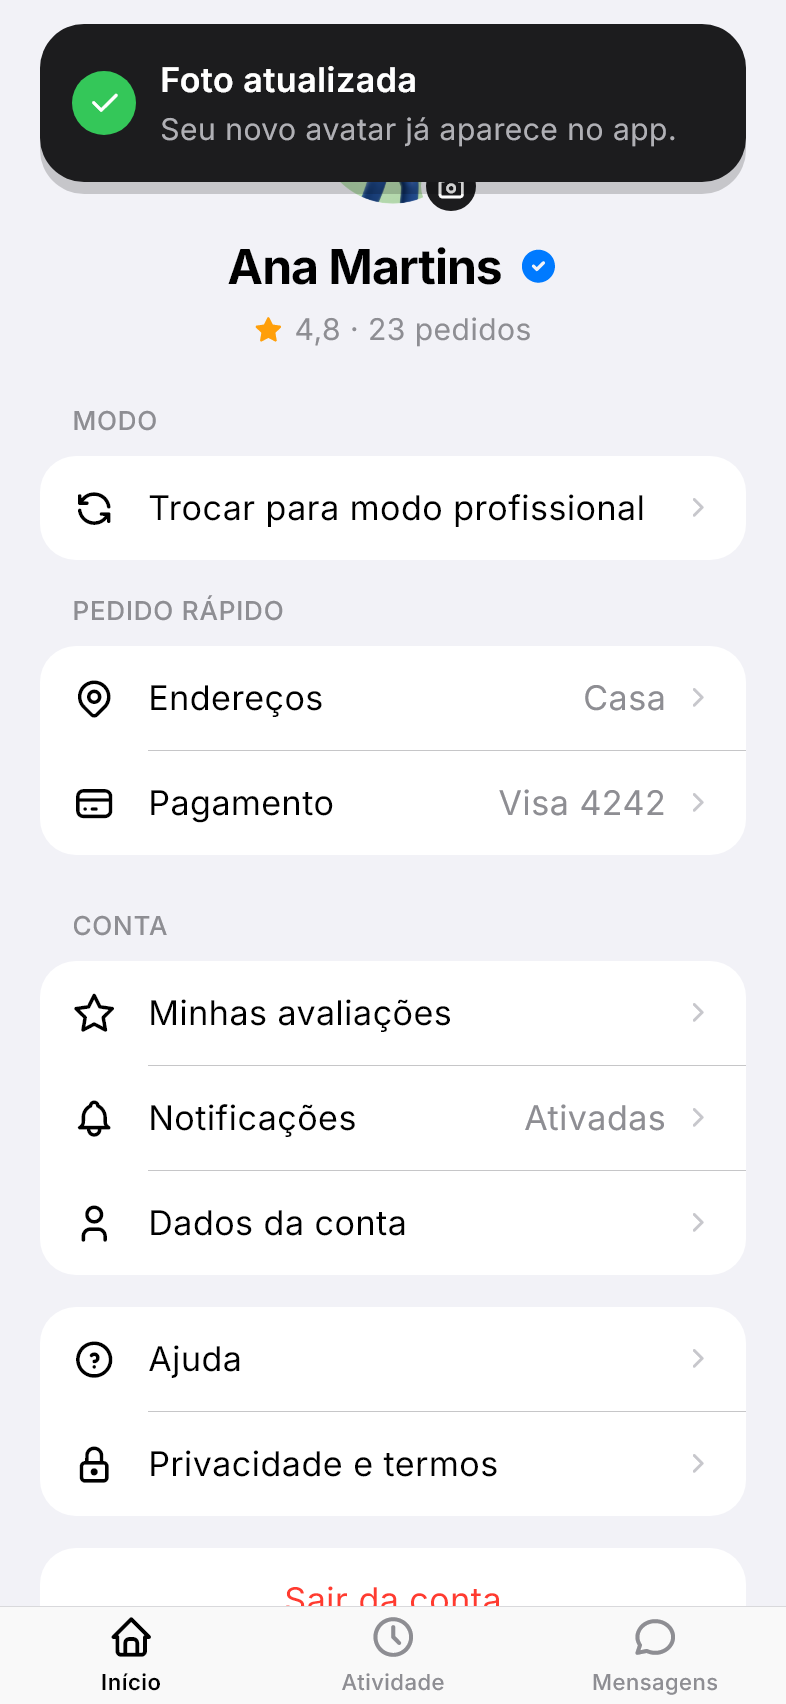 Foto atualizada
Seu novo avatar já aparece no app.
Ana Martins
4,8 · 23 pedidos
MODO
Trocar para modo profissional
PEDIDO RÁPIDO
Endereços Casa
Pagamento Visa 4242
CONTA
Minhas avaliações
Notificações Ativadas
Dados da conta
Ajuda
Privacidade e termos
Sair da conta
Início Atividade Mensagens